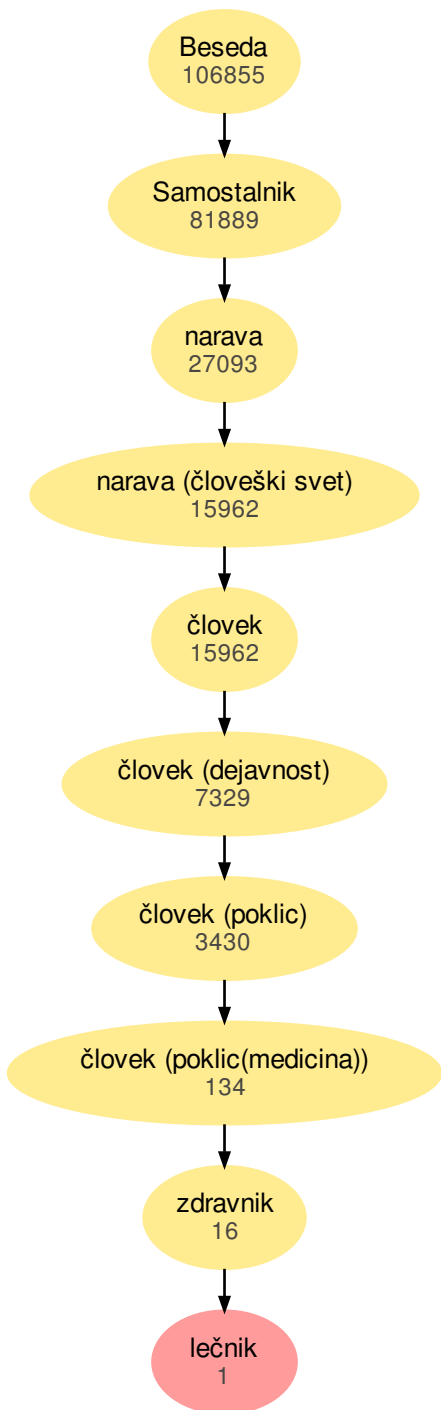 Beseda
106855
Samostalnik
81889
narava
27093
narava (človeški svet)
15962
človek
15962
človek (dejavnost)
7329
človek (poklic)
3430
človek (poklic(medicina))
134
zdravnik
16
lečnik
1